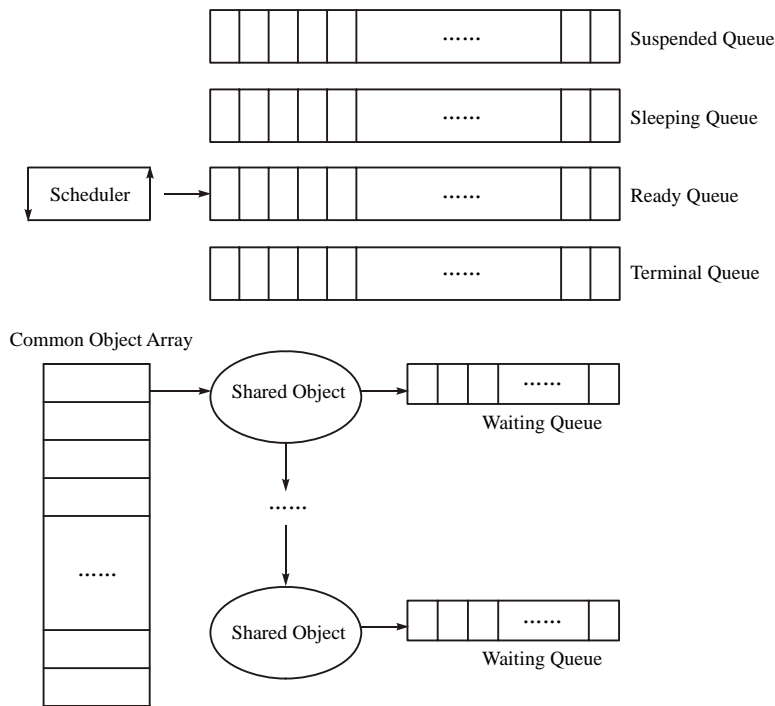 ……
Suspended Queue
……
Sleeping Queue
Scheduler
……
Ready Queue
……
Terminal Queue
Common Object Array
Shared Object
……
Waiting Queue
……
……
Shared Object
……
Waiting Queue